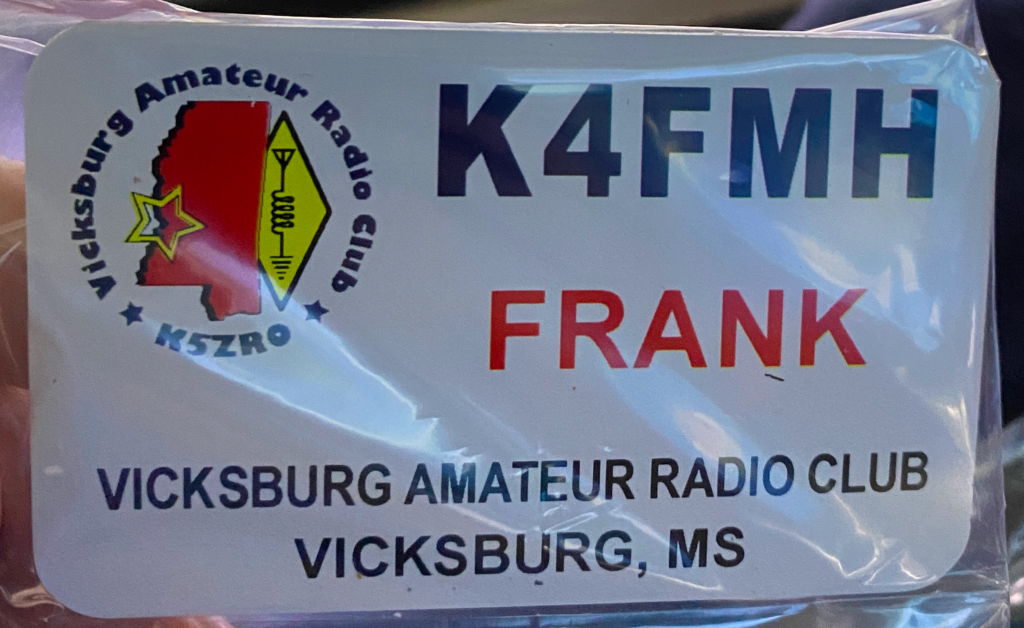 Vicksburg Amateur Radio Club
K5ZRO
K4FMH
FRANK
VICKSBURG AMATEUR RADIO CLUB
VICKSBURG, MS